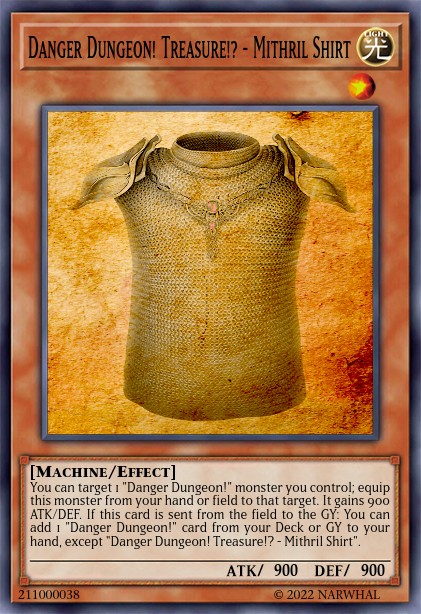 Danger Dungeon! Treasure!? - Mithril Shirt
LIGHT
光
[Machine/Effect]
You can target 1 "Danger Dungeon!" monster you control; equip
this monster from your hand or field to that target. It gains 900
ATK/DEF. If this card is sent from the field to the GY: You can
add 1 "Danger Dungeon!" card from your Deck or GY to your
hand, except "Danger Dungeon! Treasure!? - Mithril Shirt".
ATK/ 900 DEF/ 900
211000038 © 2022 NARWHAL